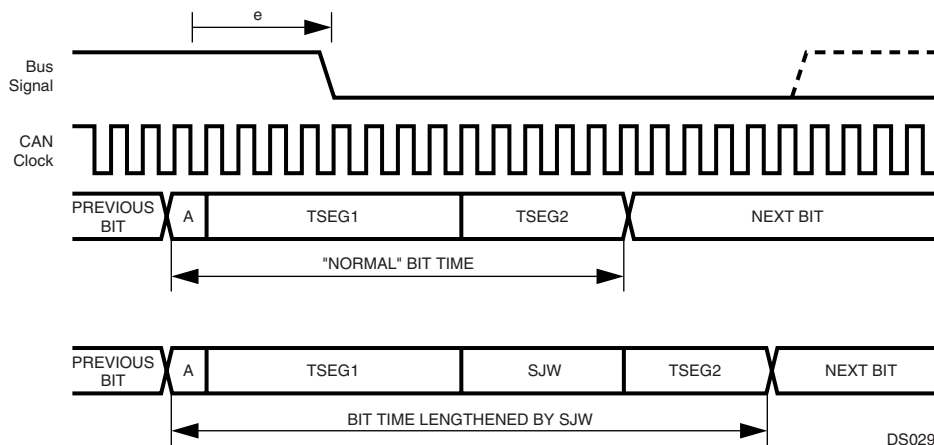 e
Bus
Signal
CAN
Clock
PREVIOUS
BIT
A
TSEG1
TSEG2
NEXT BIT
"NORMAL" BIT TIME
PREVIOUS
BIT
A
TSEG1
SJW
TSEG2
NEXT BIT
BIT TIME LENGTHENED BY SJW
DS029